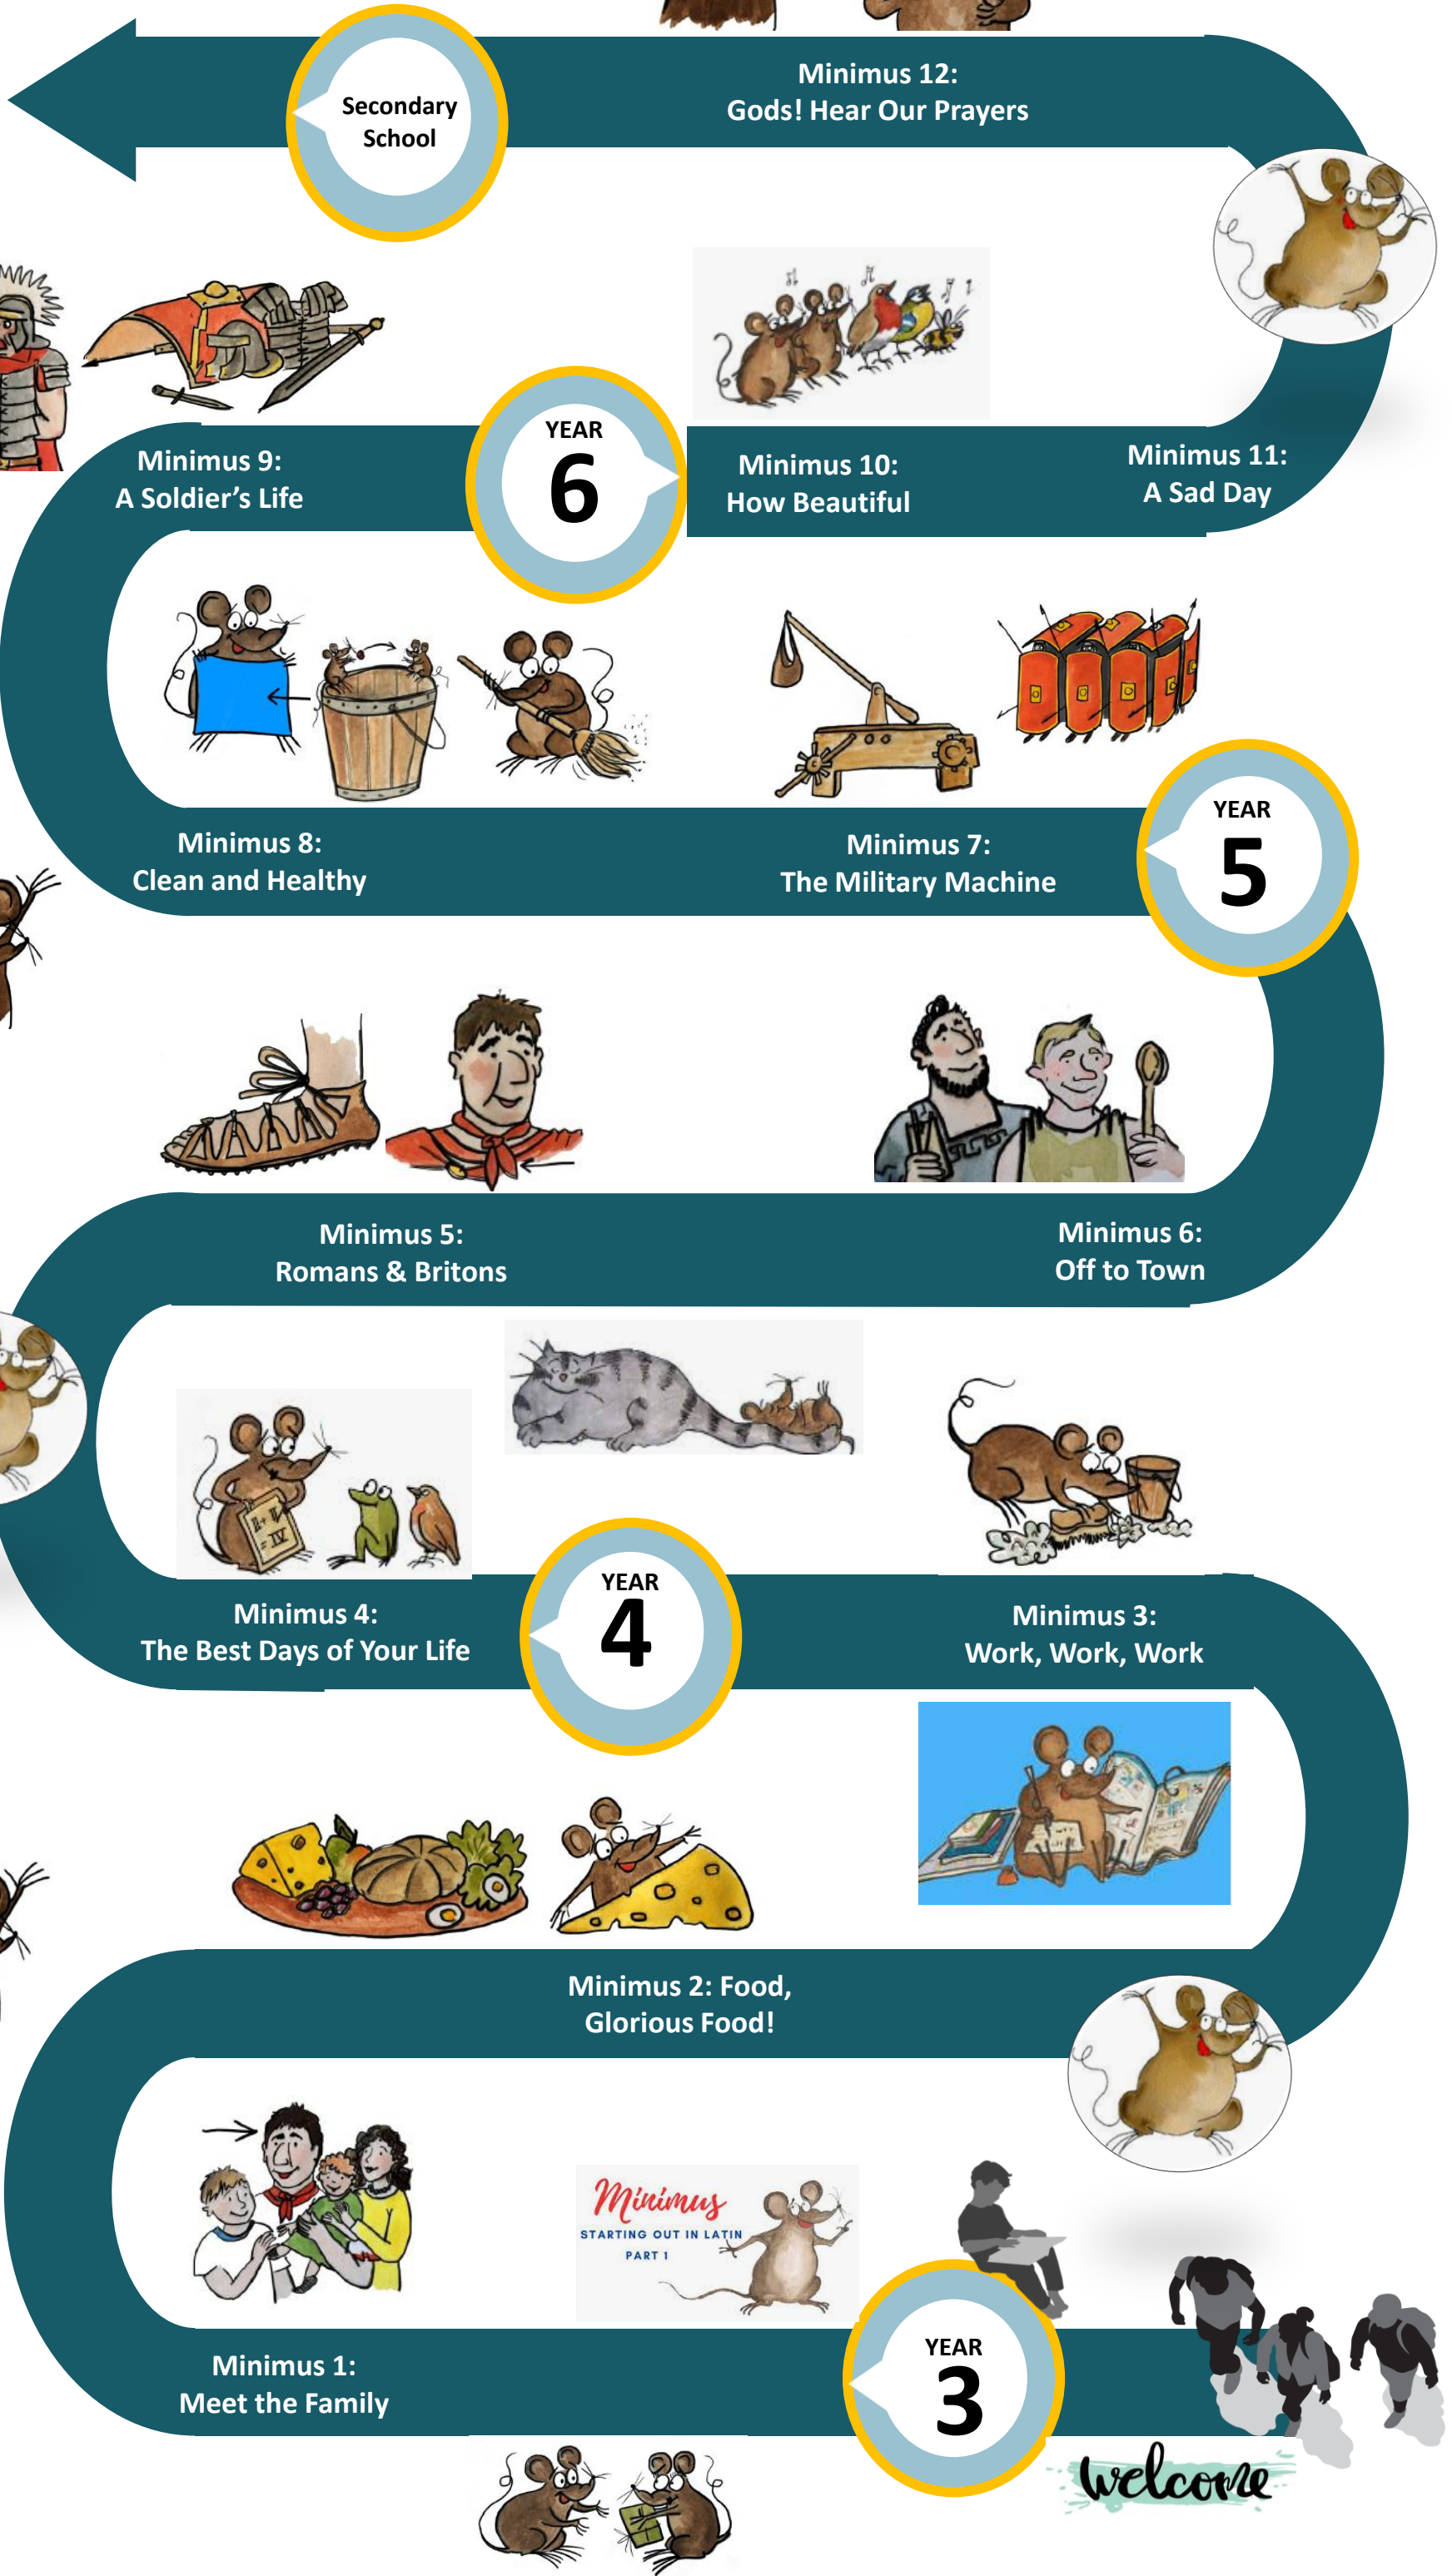 Secondary
School
Minimus 12:
Gods! Hear Our Prayers
Minimus 9:
A Soldier's Life
YEAR
6
Minimus 10:
How Beautiful
Minimus 11:
A Sad Day
Minimus 8:
Clean and Healthy
Minimus 7:
The Military Machine
YEAR
5
Minimus 5:
Romans & Britons
Minimus 6:
Off to Town
II + II
= IV
Minimus 4:
The Best Days of Your Life
YEAR
4
Minimus 3:
Work, Work, Work
Minimus 2: Food,
Glorious Food!
Minimus
STARTING OUT IN LATIN
PART 1
Minimus 1:
Meet the Family
YEAR
3
welcome